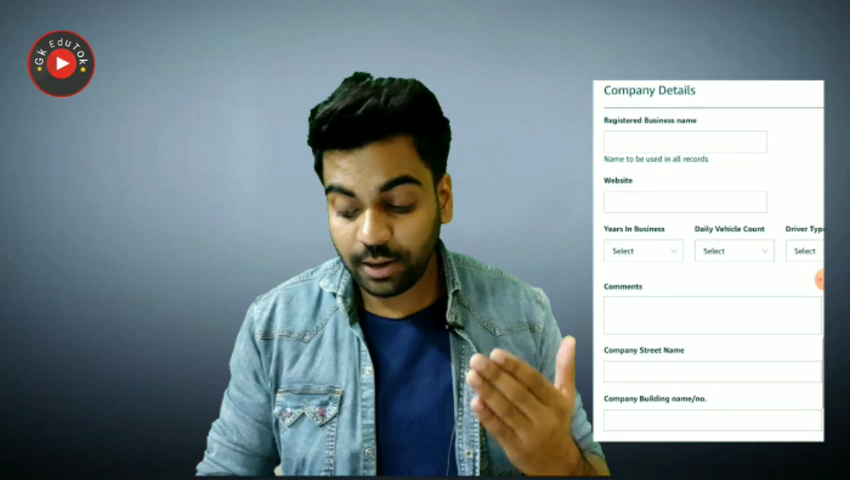 GK EduTok
Company Details
Registered Business name
Name to be used in all records
Website
Years In Business Daily Vehicle Count Driver Type
Select Select Select
Comments
Company Street Name
Company Building name/no.